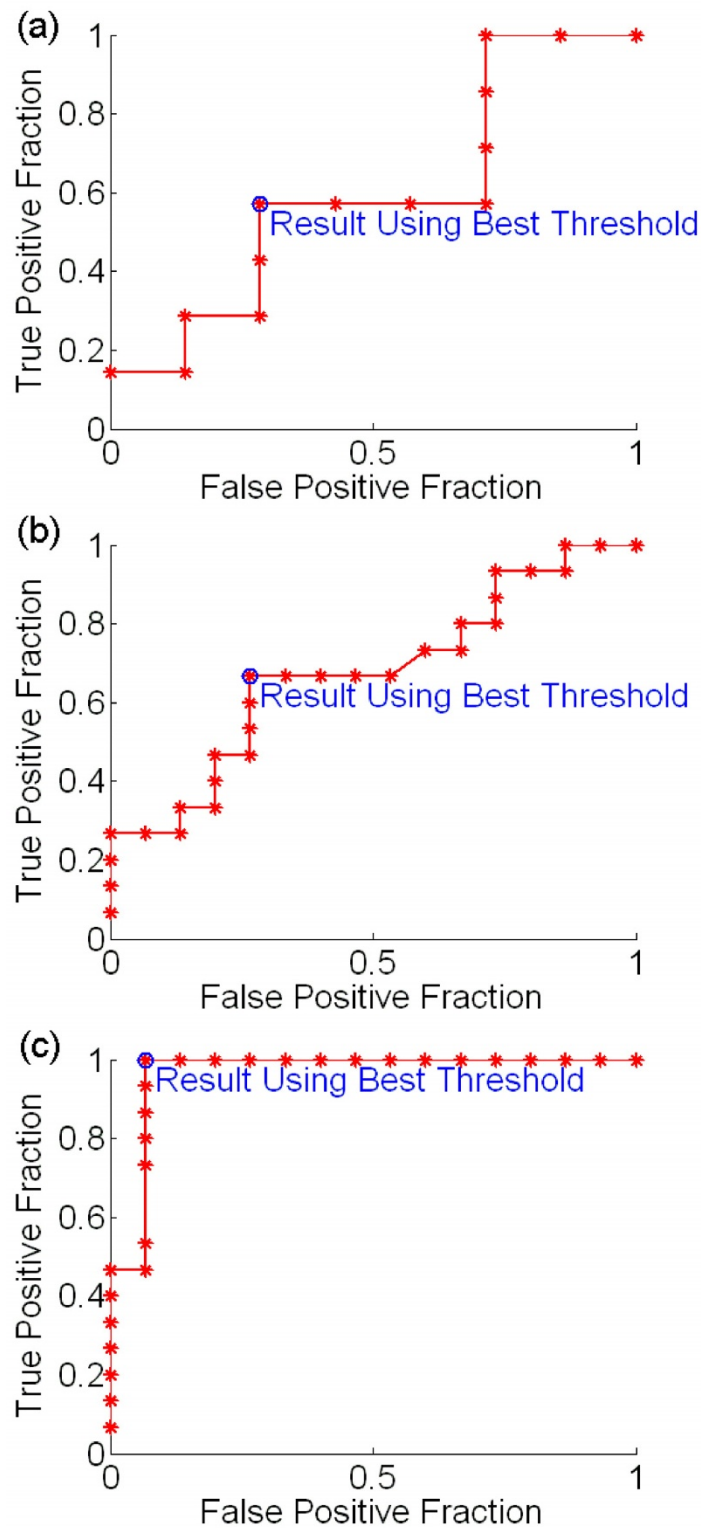 (a)
1
0.8
0.6
0.4
0.2
0
True Positive Fraction
Result Using Best Threshold
0 0.5 1
False Positive Fraction
(b)
1
0.8
0.6
0.4
0.2
0
True Positive Fraction
Result Using Best Threshold
0 0.5 1
False Positive Fraction
(c)
1
0.8
0.6
0.4
0.2
0
True Positive Fraction
Result Using Best Threshold
0 0.5 1
False Positive Fraction